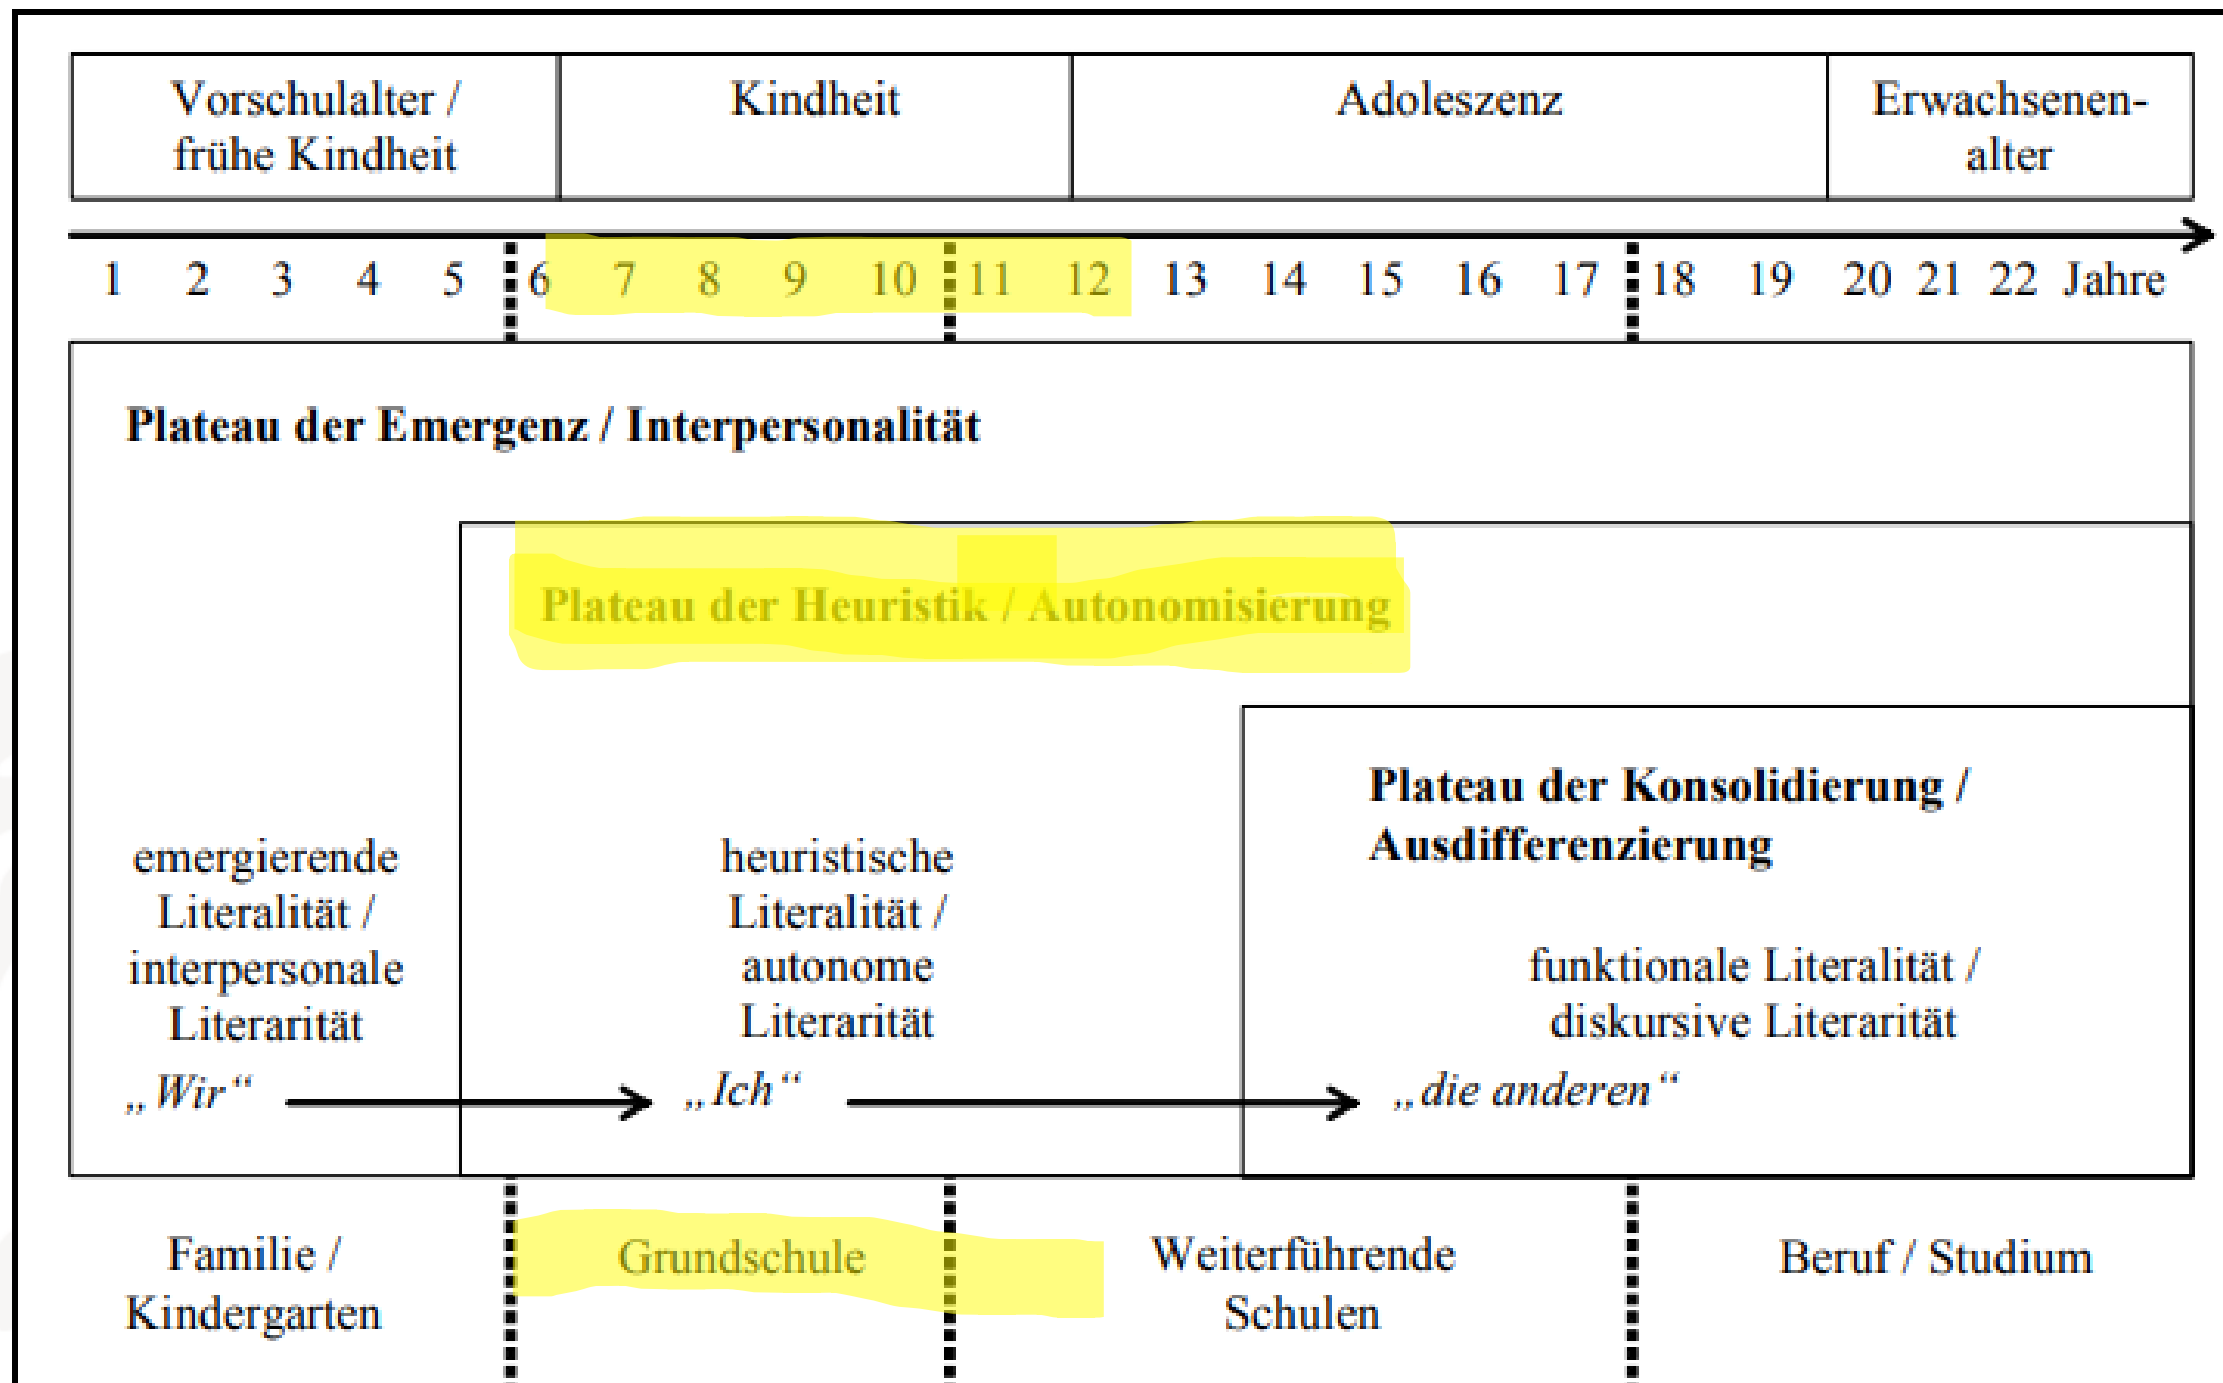 Vorschulalter /
frühe Kindheit
Kindheit
Adoleszenz
Erwachsenen-
alter
1 2 3 4 5 6 7 8 9 10 11 12 13 14 15 16 17 18 19 20 21 22 Jahre
Plateau der Emergenz / Interpersonalität
Plateau der Heuristik / Autonomisierung
Plateau der Konsolidierung /
Ausdifferenzierung
emergierende
Literalität /
interpersonale
Literarität
„Wir“
heuristische
Literalität /
autonome
Literarität
„Ich“
funktionale Literalität /
diskursive Literarität
„die anderen“
Familie /
Kindergarten
Grundschule
Weiterführende
Schulen
Beruf / Studium